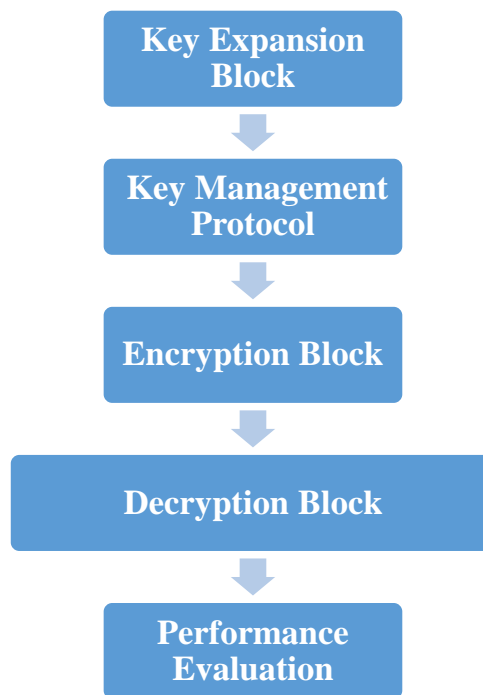 Key Expansion
Block
Key Management
Protocol
Encryption Block
Decryption Block
Performance
Evaluation